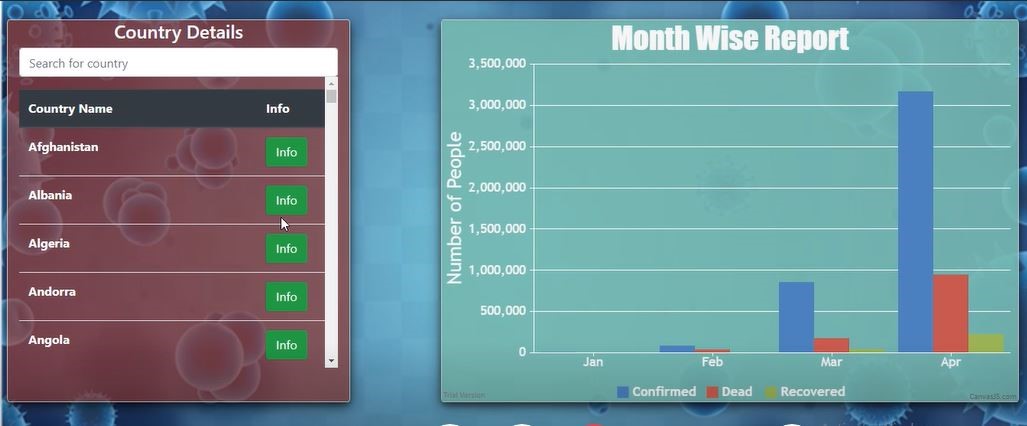 Country Details
Search for country
Country Name Info
Afghanistan Info
Albania Info
Algeria Info
Andorra Info
Angola Info
Month Wise Report
Number of People
3,500,000
3,000,000
2,500,000
2,000,000
1,500,000
1,000,000
500,000
0
Jan Feb Mar Apr
Confirmed Dead Recovered
Trial Version
CanvasJS.com